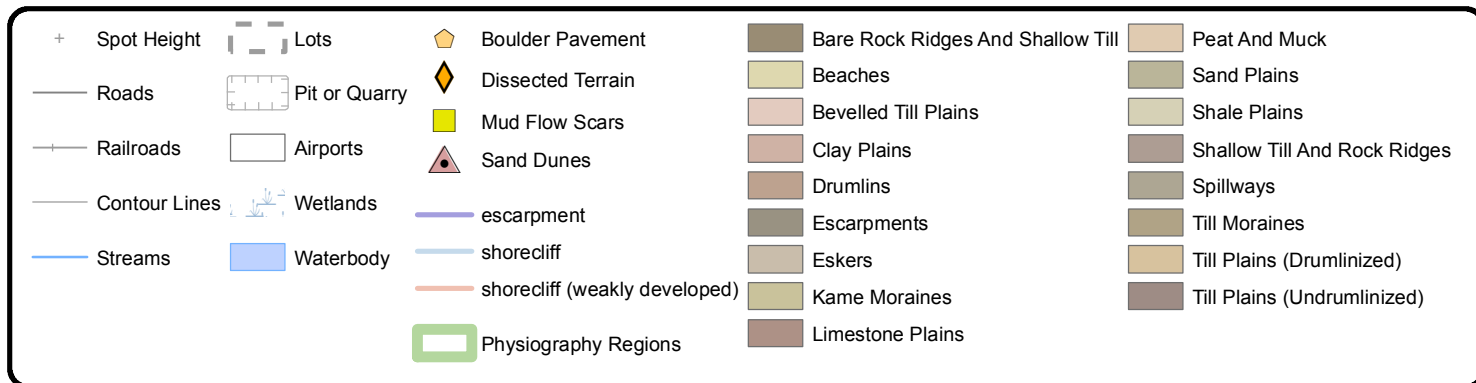 Spot Height
Roads
Railroads
Contour Lines
Streams
Lots
Pit or Quarry
Airports
Wetlands
Waterbody
Boulder Pavement
Dissected Terrain
Mud Flow Scars
Sand Dunes
escarpment
shorecliff
shorecliff (weakly developed)
Physiography Regions
Bare Rock Ridges And Shallow Till
Beaches
Bevelled Till Plains
Clay Plains
Drumlins
Escarpments
Eskers
Kame Moraines
Limestone Plains
Peat And Muck
Sand Plains
Shale Plains
Shallow Till And Rock Ridges
Spillways
Till Moraines
Till Plains (Drumlinized)
Till Plains (Undrumlinized)